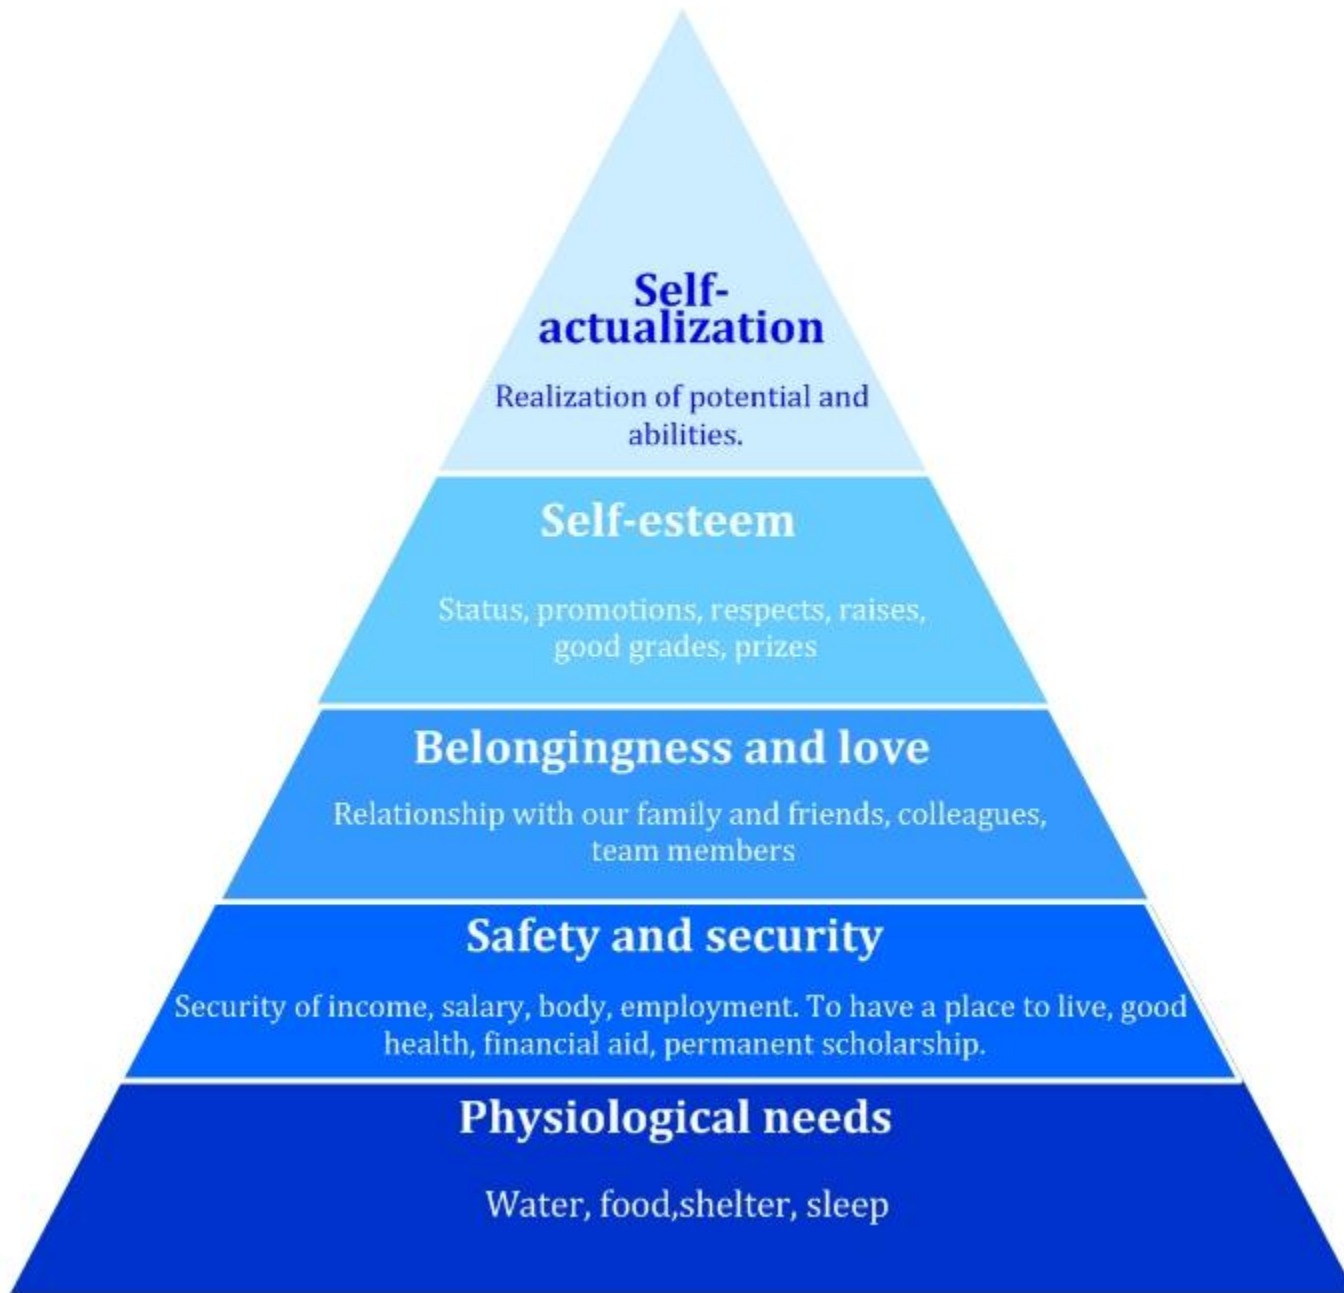 Self-
actualization
Realization of potential and
abilities.
Self-esteem
Status, promotions, respects, raises,
good grades, prizes
Belongingness and love
Relationship with our family and friends, colleagues,
team members
Safety and security
Security of income, salary, body, employment. To have a place to live, good
health, financial aid, permanent scholarship.
Physiological needs
Water, food,shelter, sleep